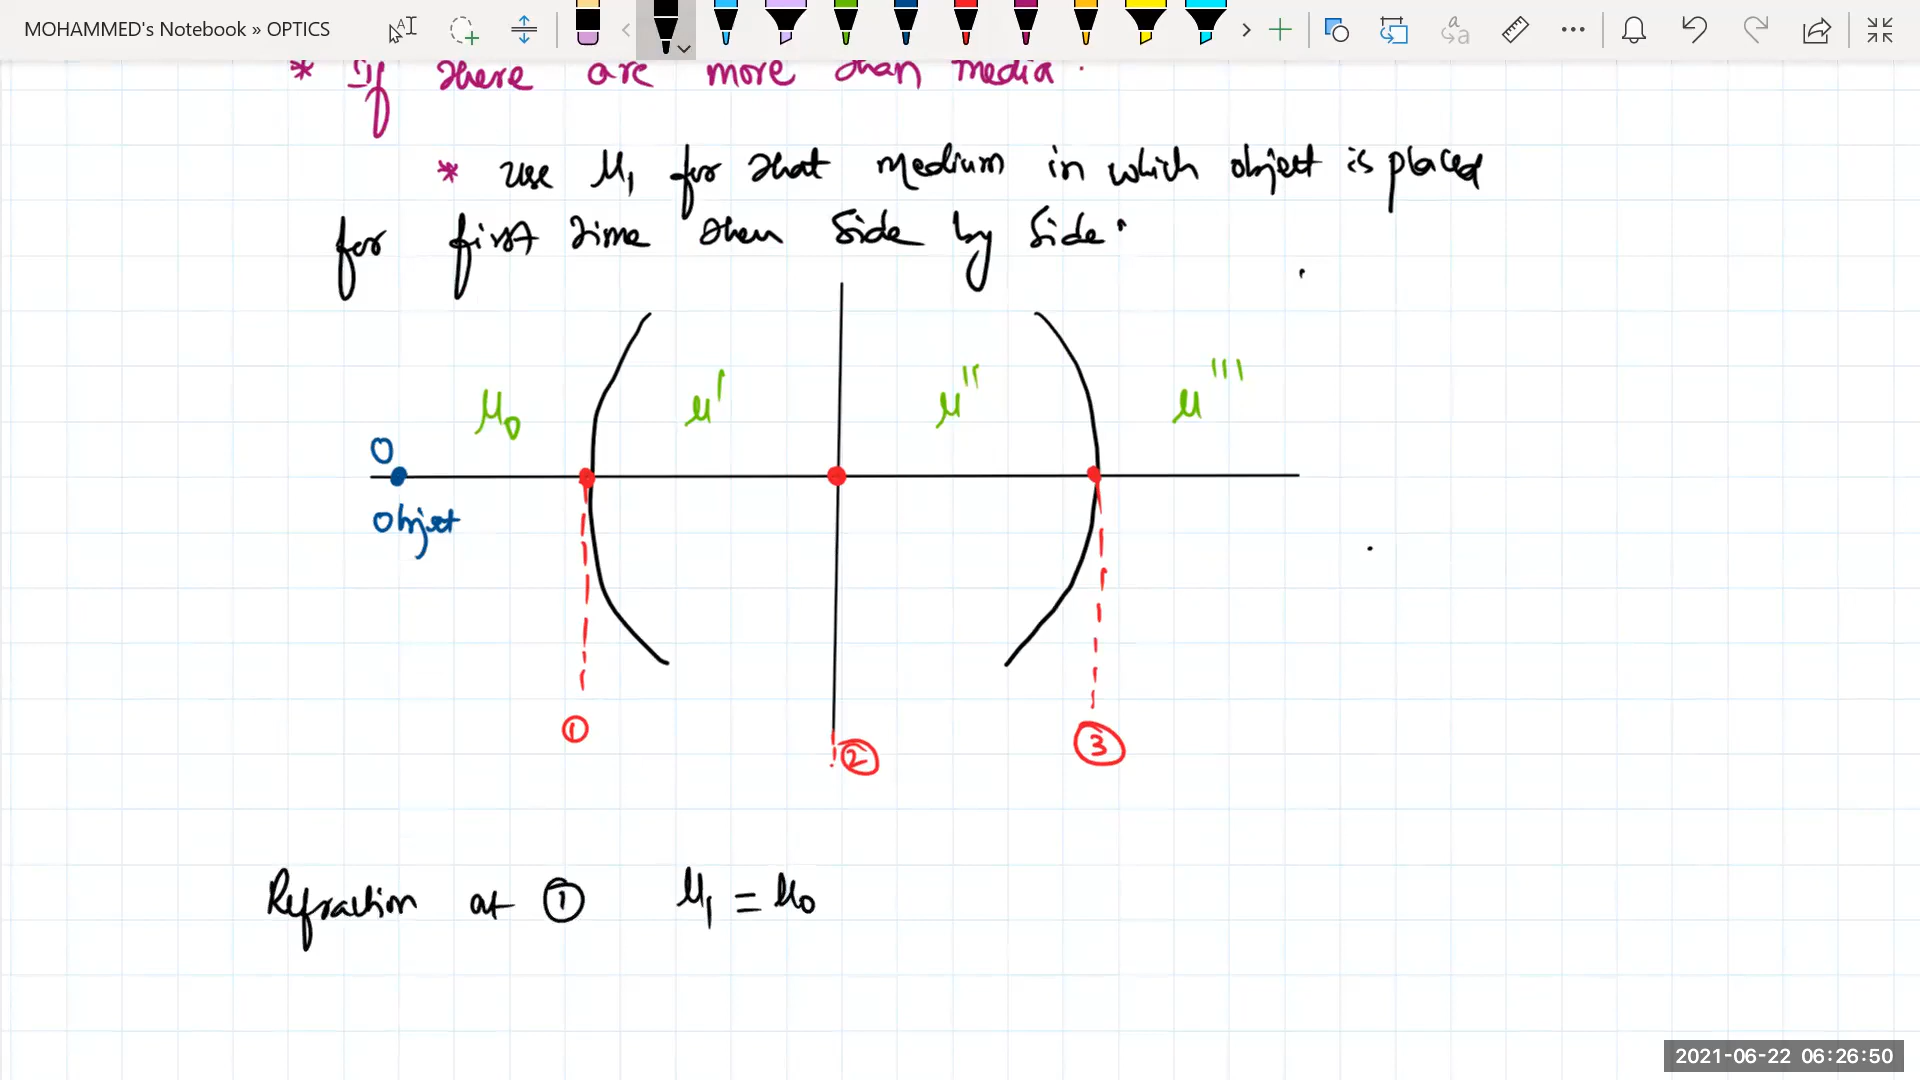 MOHAMMED's Notebook » OPTICS
* If there are more than media.
* use μ₁ for that medium in which object is placed
for first time then side by side.
μ₀ μ' μ'' μ'''
O
object
① ② ③
Refraction at ① μ₁ = μ₀
2021-06-22 06:26:50